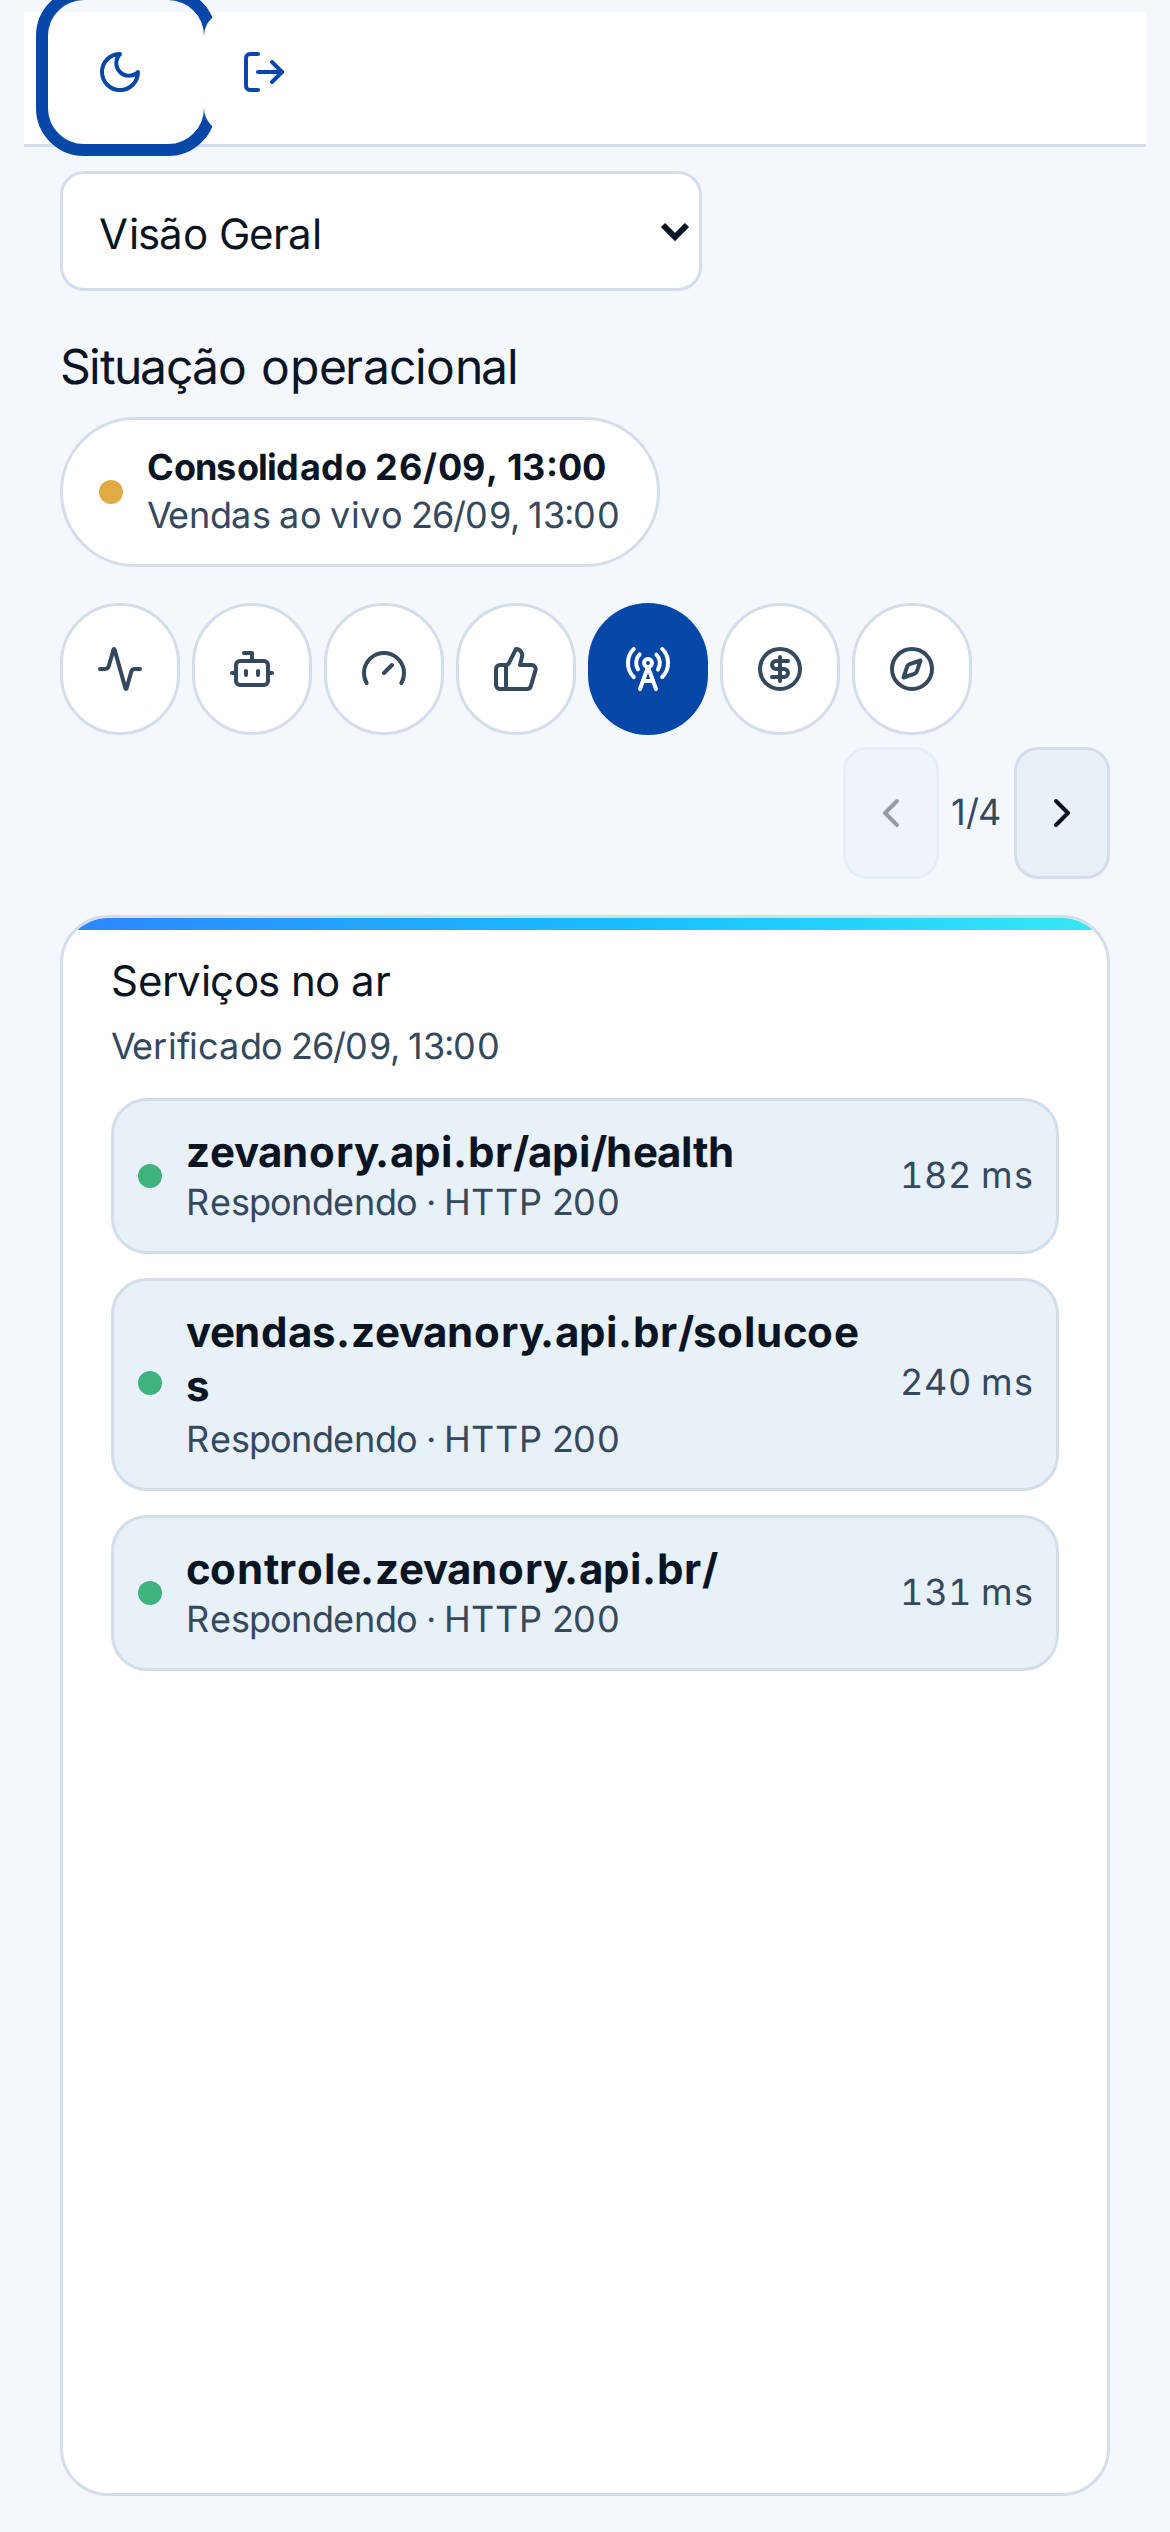 Visão Geral
Situação operacional
Consolidado 26/09, 13:00
Vendas ao vivo 26/09, 13:00
1/4
Serviços no ar
Verificado 26/09, 13:00
zevanory.api.br/api/health
Respondendo · HTTP 200
182 ms
vendas.zevanory.api.br/solucoe
s
Respondendo · HTTP 200
240 ms
controle.zevanory.api.br/
Respondendo · HTTP 200
131 ms